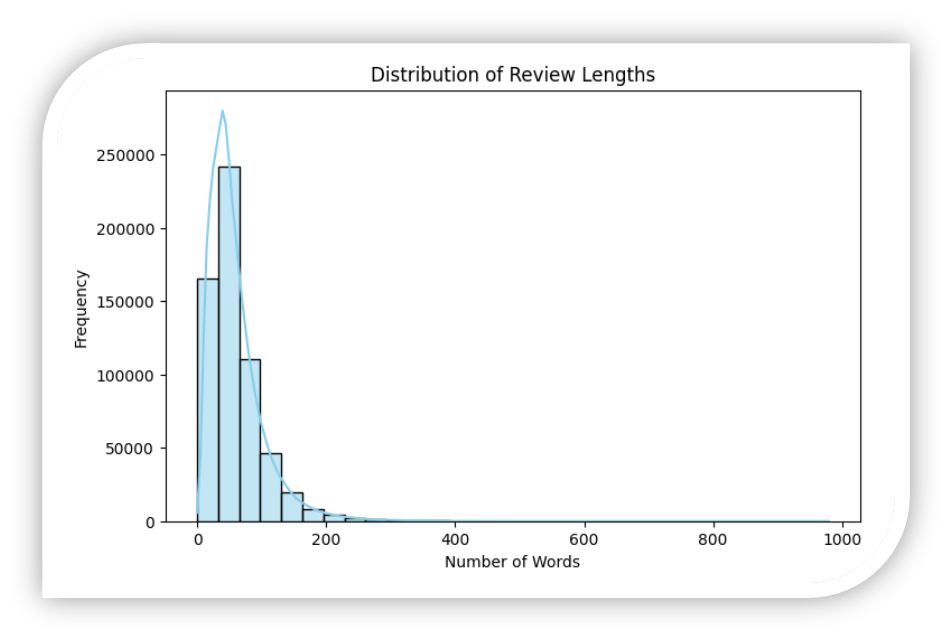 Distribution of Review Lengths
250000
200000
150000
100000
50000
0
Frequency
0 200 400 600 800 1000
Number of Words